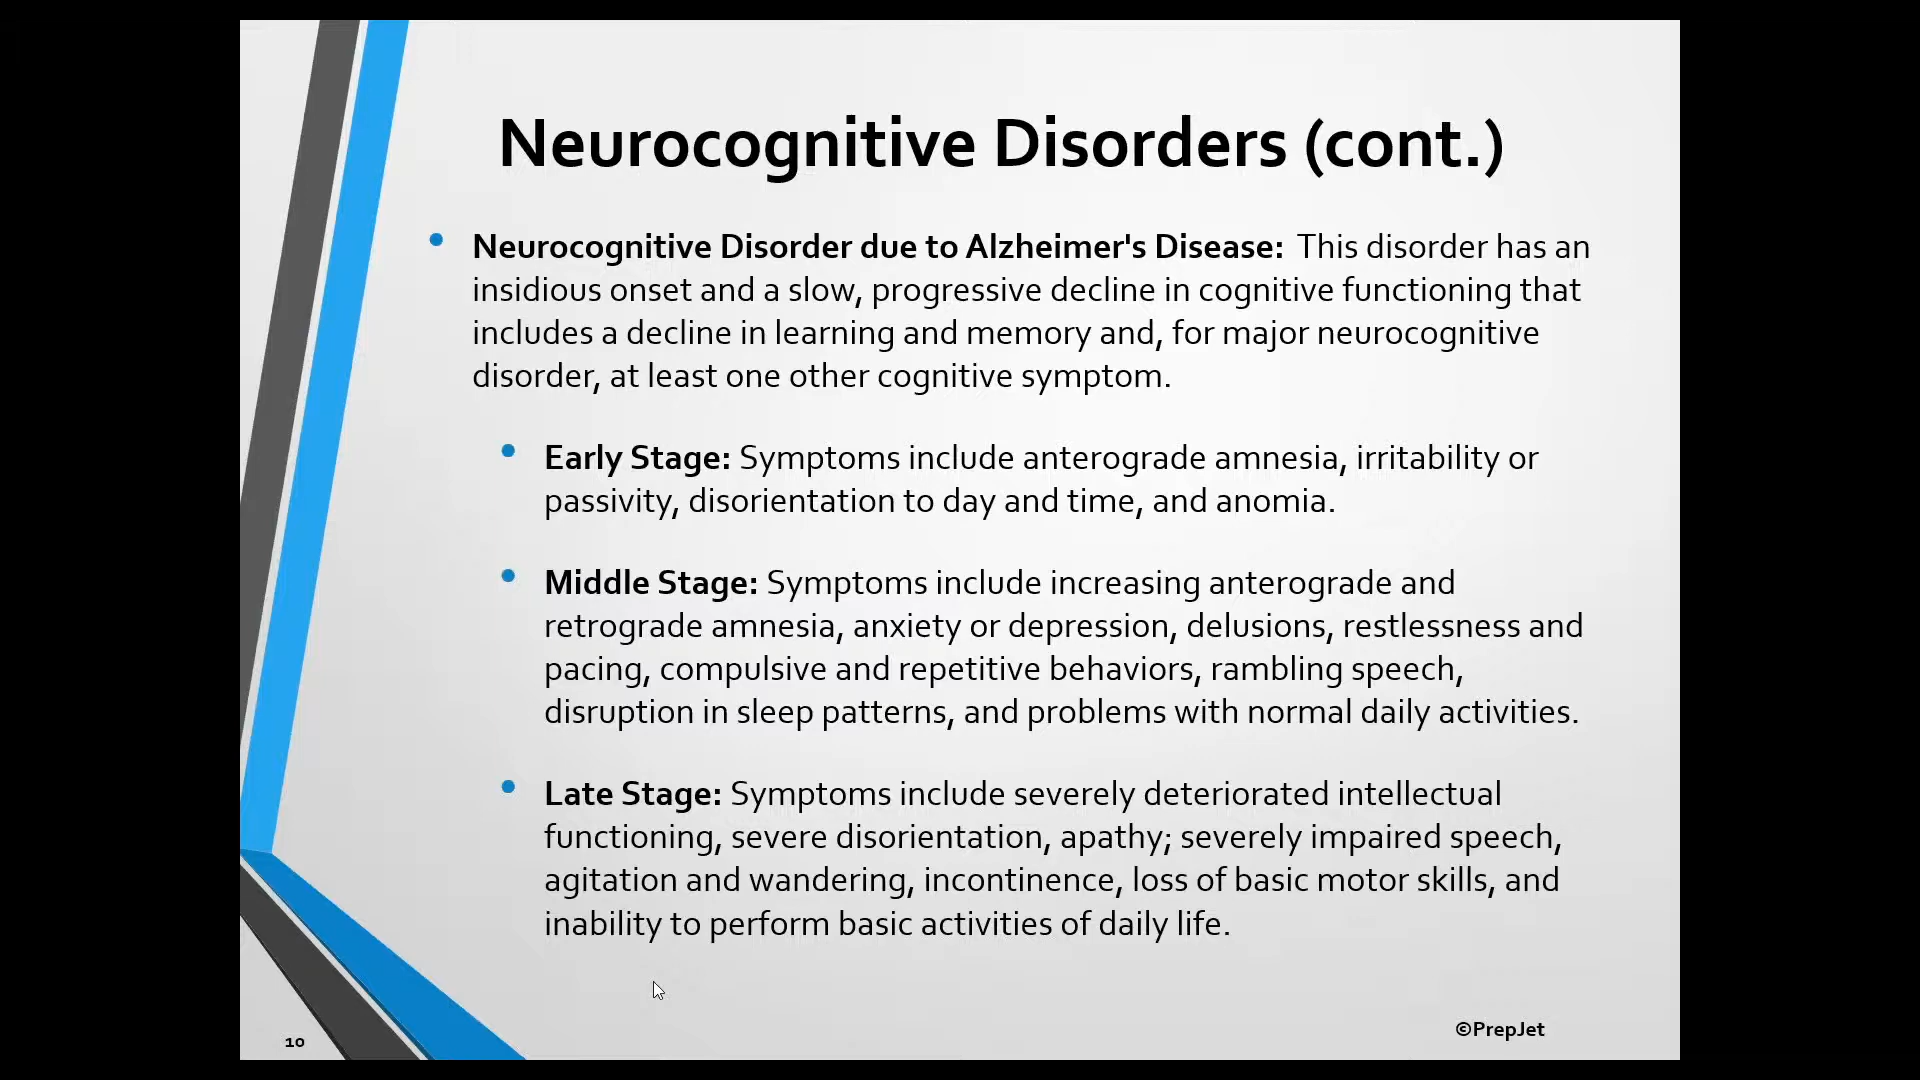 Neurocognitive Disorders (cont.)
• Neurocognitive Disorder due to Alzheimer's Disease: This disorder has an
insidious onset and a slow, progressive decline in cognitive functioning that
includes a decline in learning and memory and, for major neurocognitive
disorder, at least one other cognitive symptom.
• Early Stage: Symptoms include anterograde amnesia, irritability or
passivity, disorientation to day and time, and anomia.
• Middle Stage: Symptoms include increasing anterograde and
retrograde amnesia, anxiety or depression, delusions, restlessness and
pacing, compulsive and repetitive behaviors, rambling speech,
disruption in sleep patterns, and problems with normal daily activities.
• Late Stage: Symptoms include severely deteriorated intellectual
functioning, severe disorientation, apathy; severely impaired speech,
agitation and wandering, incontinence, loss of basic motor skills, and
inability to perform basic activities of daily life.
©PrepJet
10